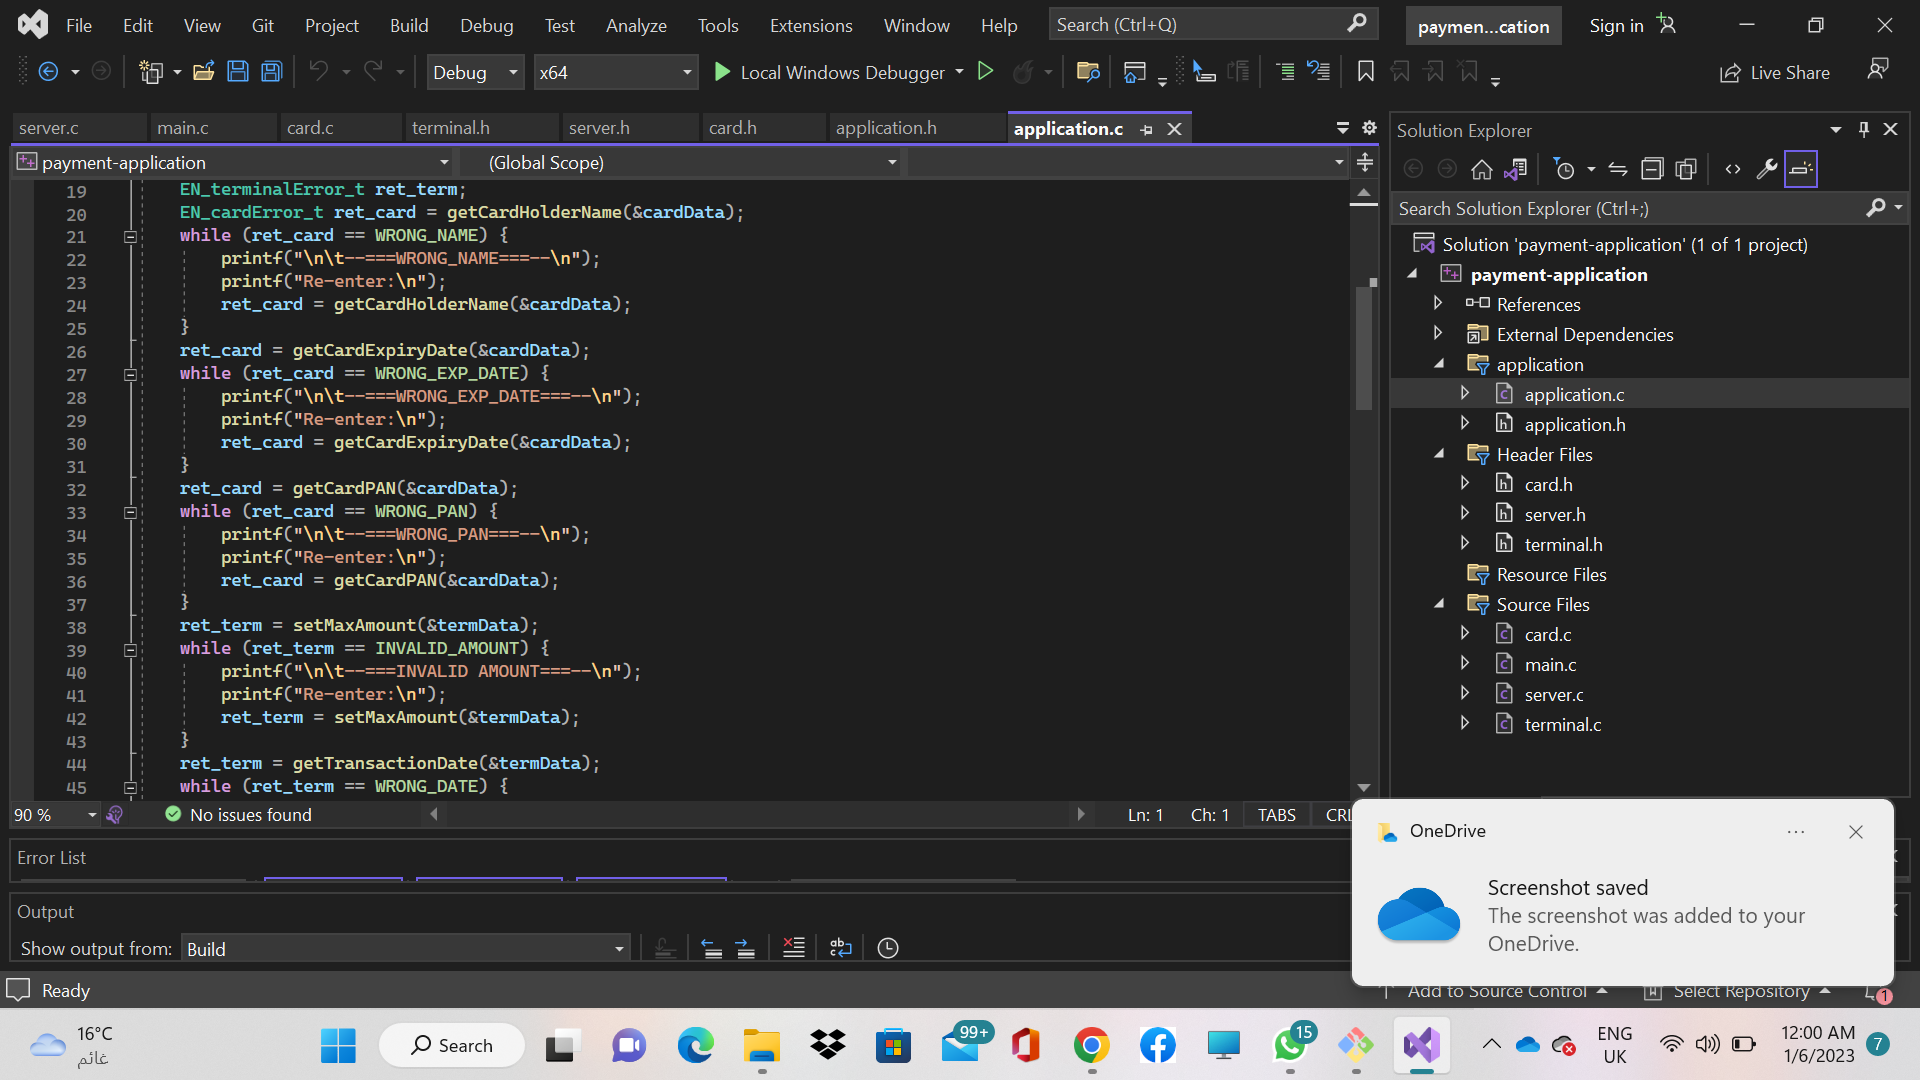 File Edit View Git Project Build Debug Test Analyze Tools Extensions Window Help Search (Ctrl+Q) paymen...cation Sign in
Debug x64 Local Windows Debugger Live Share
server.c main.c card.c terminal.h server.h card.h application.h application.c
payment-application (Global Scope)
19 EN_terminalError_t ret_term;
20 EN_cardError_t ret_card = getCardHolderName(&cardData);
21 while (ret_card == WRONG_NAME) {
22 printf("\n\t--===WRONG_NAME===--\n");
23 printf("Re-enter:\n");
24 ret_card = getCardHolderName(&cardData);
25 }
26 ret_card = getCardExpiryDate(&cardData);
27 while (ret_card == WRONG_EXP_DATE) {
28 printf("\n\t--===WRONG_EXP_DATE===--\n");
29 printf("Re-enter:\n");
30 ret_card = getCardExpiryDate(&cardData);
31 }
32 ret_card = getCardPAN(&cardData);
33 while (ret_card == WRONG_PAN) {
34 printf("\n\t--===WRONG_PAN===--\n");
35 printf("Re-enter:\n");
36 ret_card = getCardPAN(&cardData);
37 }
38 ret_term = setMaxAmount(&termData);
39 while (ret_term == INVALID_AMOUNT) {
40 printf("\n\t--===INVALID AMOUNT===--\n");
41 printf("Re-enter:\n");
42 ret_term = setMaxAmount(&termData);
43 }
44 ret_term = getTransactionDate(&termData);
45 while (ret_term == WRONG_DATE) {
90 % No issues found Ln: 1 Ch: 1 TABS CRL
Solution Explorer
Search Solution Explorer (Ctrl+;)
Solution 'payment-application' (1 of 1 project)
payment-application
References
External Dependencies
application
application.c
application.h
Header Files
card.h
server.h
terminal.h
Resource Files
Source Files
card.c
main.c
server.c
terminal.c
Error List
Output
Show output from: Build
OneDrive
Screenshot saved
The screenshot was added to your
OneDrive.
Ready Add to Source Control Select Repository 1
16°C
غائم
Search
99+
15
ENG
UK
12:00 AM
1/6/2023
7